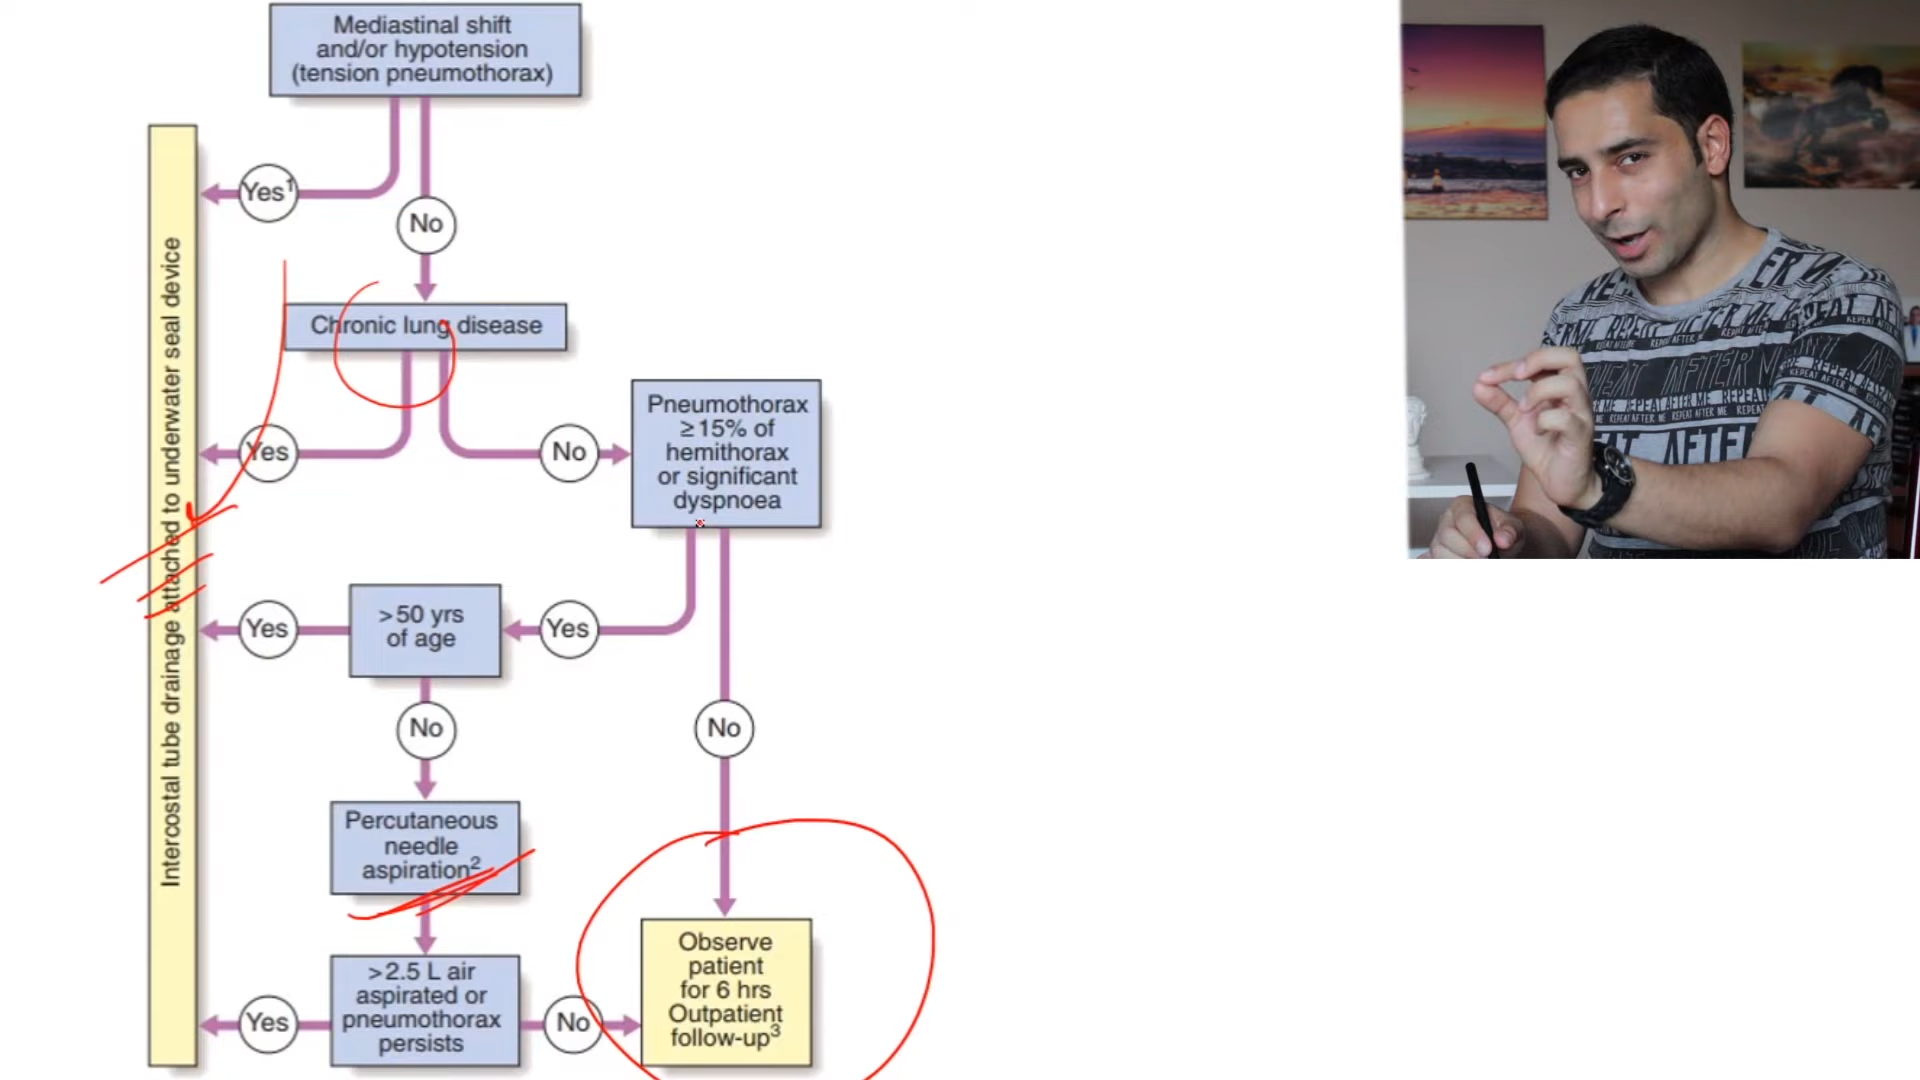 Mediastinal shift
and/or hypotension
(tension pneumothorax)
Yes¹
No
Chronic lung disease
Yes
No
Pneumothorax
≥15% of
hemithorax
or significant
dyspnoea
Yes
>50 yrs
of age
Yes
No
No
Percutaneous
needle
aspiration²
>2.5 L air
aspirated or
pneumothorax
persists
Yes
No
Observe
patient
for 6 hrs
Outpatient
follow-up³
Intercostal tube drainage attached to underwater seal device
REPEAT AFTER ME